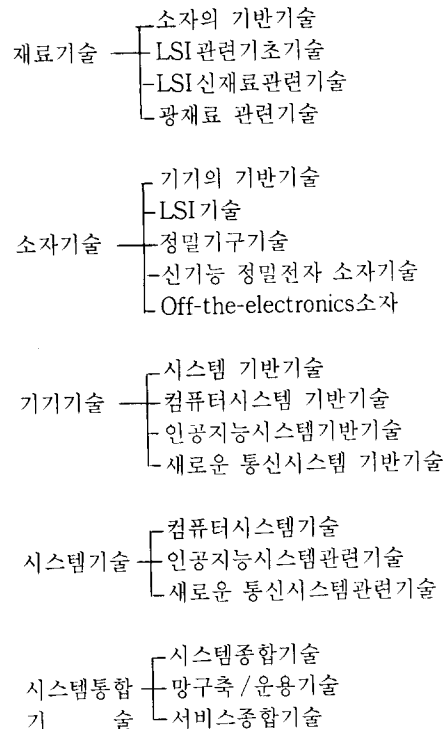 소자의 기반기술
재료기술 LSI관련기초기술
LSI신재료관련기술
광재료 관련기술
기기의 기반기술
LSI기술
소자기술 정밀기구기술
신기능 정밀전자 소자기술
Off-the-electronics소자
시스템 기반기술
기기기술 컴퓨터시스템 기반기술
인공지능시스템기반기술
새로운 통신시스템 기반기술
컴퓨터시스템기술
시스템기술 인공지능시스템관련기술
새로운 통신시스템관련기술
시스템종합기술
시스템통합 망구축/운용기술
기 술 서비스종합기술